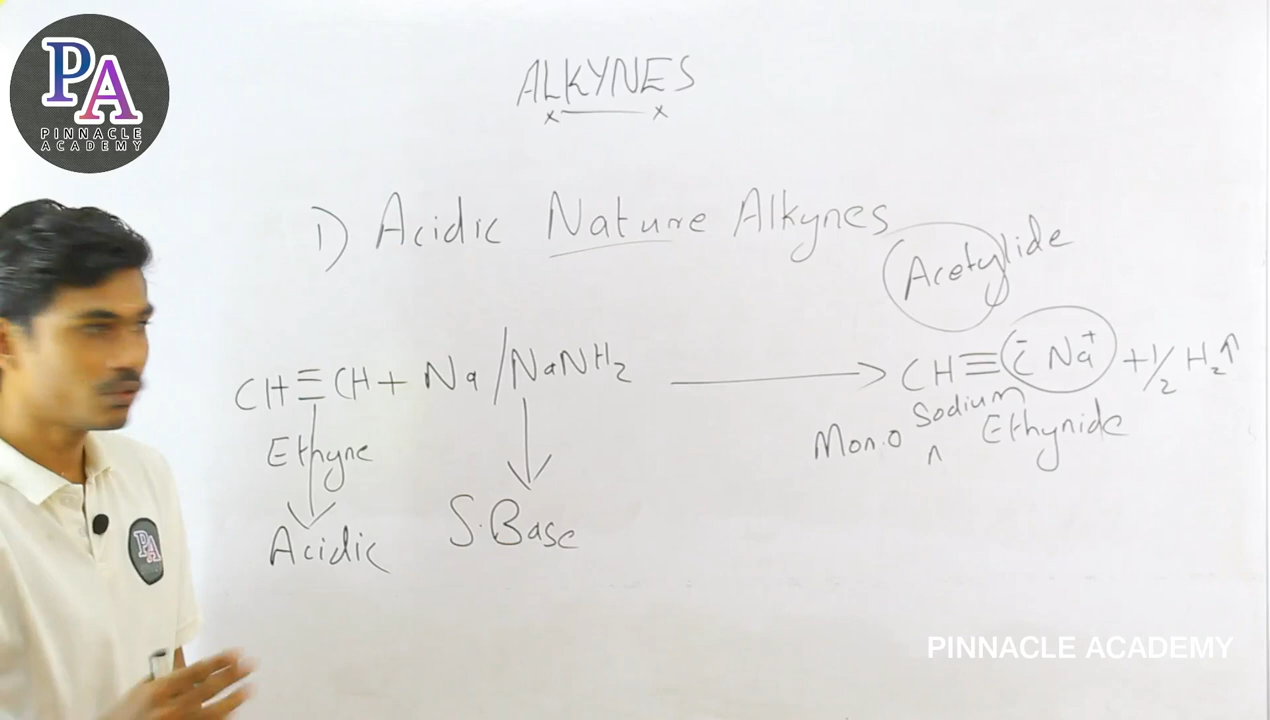 PA
PINNACLE
ACADEMY
ALKYNES
1) Acidic Nature Alkynes
Acetylide
CH≡CH + Na / NaNH₂ ⟶ CH≡C̄ Na⁺ + 1/2 H₂↑
Mono Sodium Ethynide
Ethyne
Acidic
S.Base
PA
PINNACLE ACADEMY